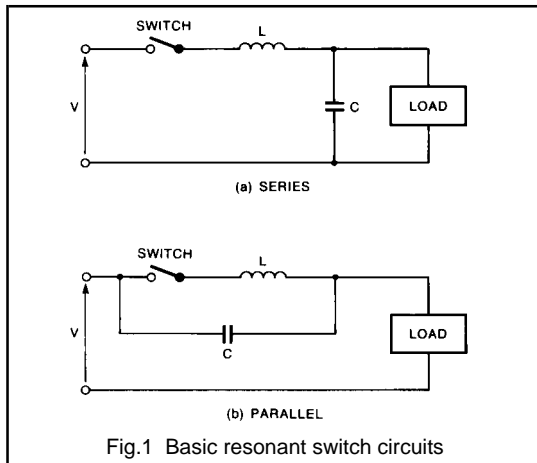 SWITCH
L
V
C
LOAD
(a) SERIES
SWITCH
L
V
C
LOAD
(b) PARALLEL
Fig.1 Basic resonant switch circuits